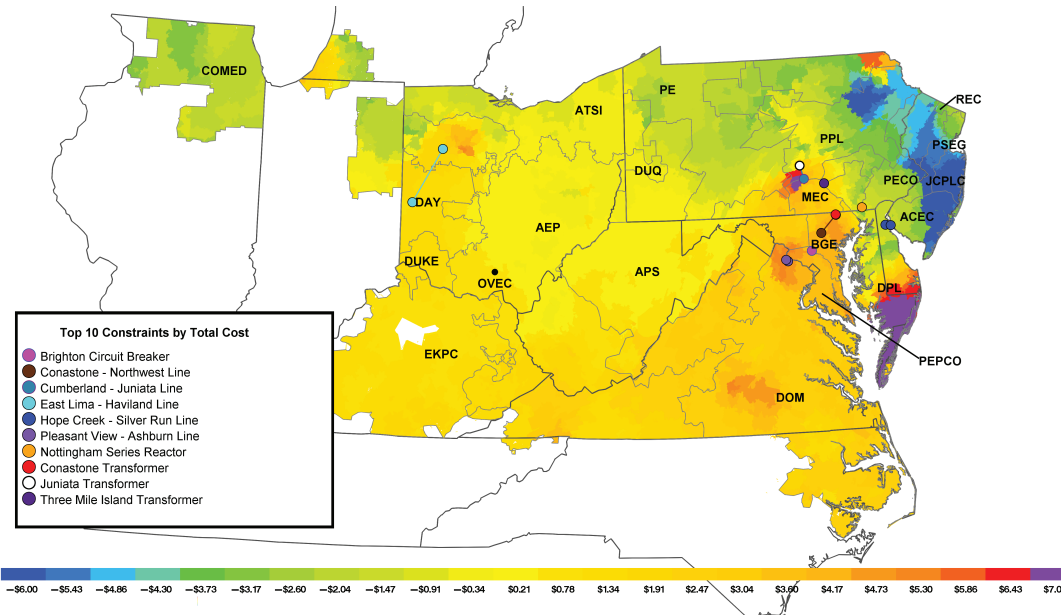 COMED
ATSI
PE
REC
PPL
PSEG
DUQ
PECO
JCPLC
MEC
DAY
ACEC
AEP
BGE
DUKE
APS
OVEC
DPL
PEPCO
EKPC
DOM
Top 10 Constraints by Total Cost
Brighton Circuit Breaker
Conastone - Northwest Line
Cumberland - Juniata Line
East Lima - Haviland Line
Hope Creek - Silver Run Line
Pleasant View - Ashburn Line
Nottingham Series Reactor
Conastone Transformer
Juniata Transformer
Three Mile Island Transformer
−$6.00 −$5.43 −$4.86 −$4.30 −$3.73 −$3.17 −$2.60 −$2.04 −$1.47 −$0.91 −$0.34 $0.21 $0.78 $1.34 $1.91 $2.47 $3.04 $3.60 $4.17 $4.73 $5.30 $5.86 $6.43